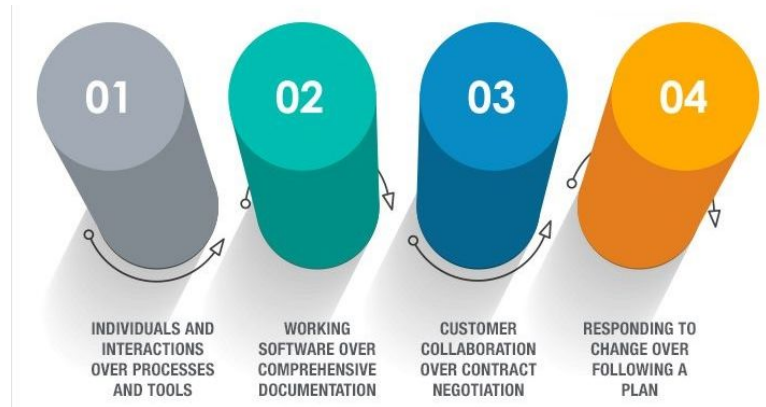 01
02
03
04
INDIVIDUALS AND
INTERACTIONS
OVER PROCESSES
AND TOOLS
WORKING
SOFTWARE OVER
COMPREHENSIVE
DOCUMENTATION
CUSTOMER
COLLABORATION
OVER CONTRACT
NEGOTIATION
RESPONDING TO
CHANGE OVER
FOLLOWING A
PLAN